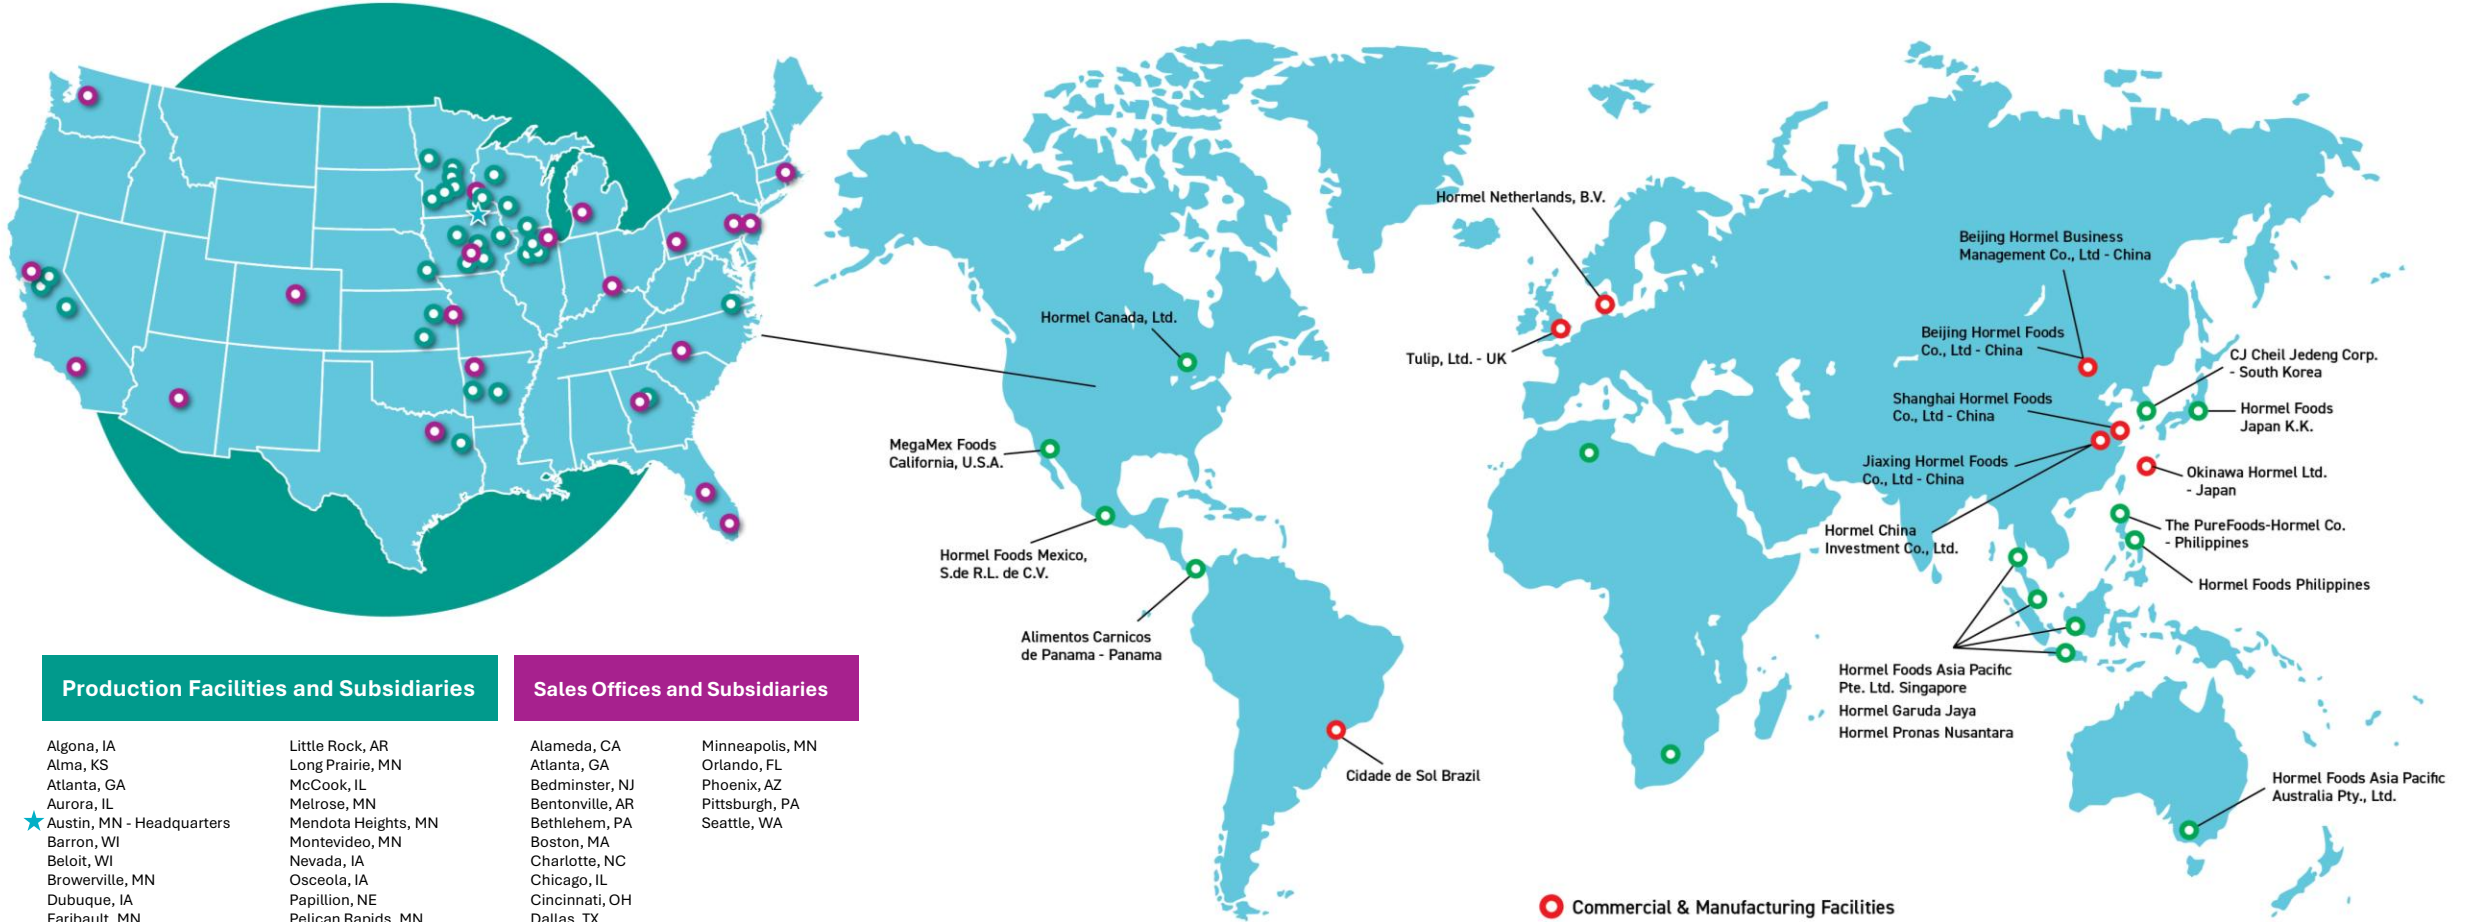 Hormel Netherlands, B.V.
Beijing Hormel Business
Management Co., Ltd - China
Hormel Canada, Ltd.
Beijing Hormel Foods
Co., Ltd - China
Tulip, Ltd. - UK
CJ Cheil Jedeng Corp.
- South Korea
Shanghai Hormel Foods
Co., Ltd - China
Hormel Foods
Japan K.K.
MegaMex Foods
California, U.S.A.
Jiaxing Hormel Foods
Co., Ltd - China
Okinawa Hormel Ltd.
- Japan
Hormel China
Investment Co., Ltd.
The PureFoods-Hormel Co.
- Philippines
Hormel Foods Mexico,
S.de R.L. de C.V.
Hormel Foods Philippines
Alimentos Carnicos
de Panama - Panama
Hormel Foods Asia Pacific
Pte. Ltd. Singapore
Hormel Garuda Jaya
Hormel Pronas Nusantara
Cidade de Sol Brazil
Hormel Foods Asia Pacific
Australia Pty., Ltd.
Commercial & Manufacturing Facilities
Production Facilities and Subsidiaries
Algona, IA
Alma, KS
Atlanta, GA
Aurora, IL
Austin, MN - Headquarters
Barron, WI
Beloit, WI
Browerville, MN
Dubuque, IA
Faribault, MN
Little Rock, AR
Long Prairie, MN
McCook, IL
Melrose, MN
Mendota Heights, MN
Montevideo, MN
Nevada, IA
Osceola, IA
Papillion, NE
Pelican Rapids, MN
Sales Offices and Subsidiaries
Alameda, CA
Atlanta, GA
Bedminster, NJ
Bentonville, AR
Bethlehem, PA
Boston, MA
Charlotte, NC
Chicago, IL
Cincinnati, OH
Dallas, TX
Minneapolis, MN
Orlando, FL
Phoenix, AZ
Pittsburgh, PA
Seattle, WA